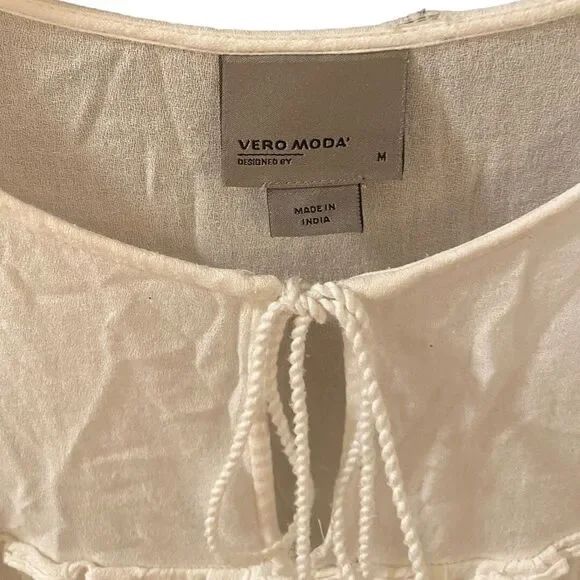 VERO MODA'
DESIGNED BY M
MADE IN
INDIA